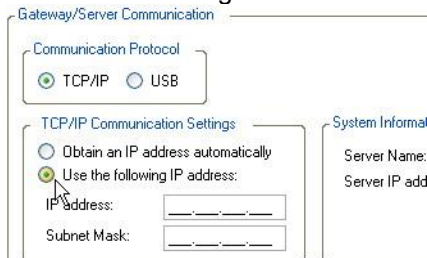 Gateway/Server Communication
Communication Protocol
TCP/IP USB
TCP/IP Communication Settings
Obtain an IP address automatically
Use the following IP address:
IP address:
Subnet Mask:
System Informa
Server Name:
Server IP add